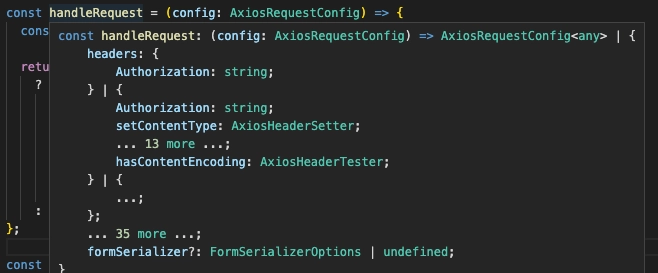 const handleRequest = (config: AxiosRequestConfig) => {
cons
const handleRequest: (config: AxiosRequestConfig) => AxiosRequestConfig<any> | {
headers: {
retu
Authorization: string;
?
} | {
Authorization: string;
setContentType: AxiosHeaderSetter;
... 13 more ...;
hasContentEncoding: AxiosHeaderTester;
} | {
...;
:
};
};
... 35 more ...;
formSerializer?: FormSerializerOptions | undefined;
const
}